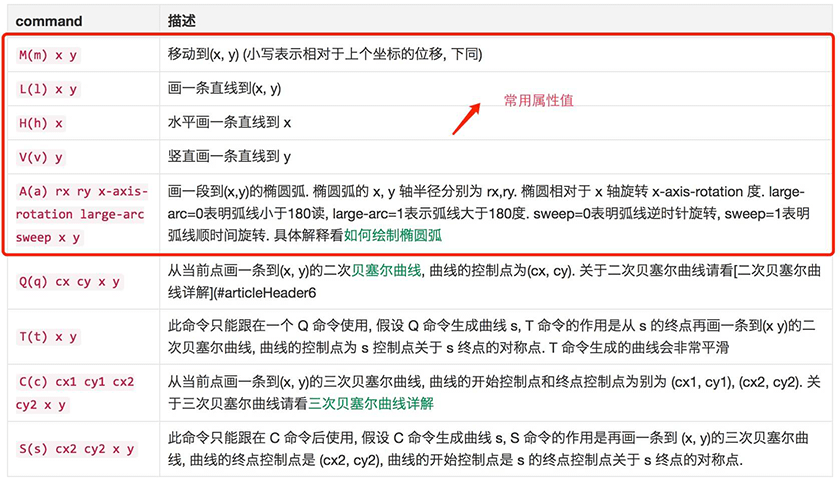 command 描述
M(m) x y 移动到(x, y) (小写表示相对于上个坐标的位移, 下同)
L(l) x y 画一条直线到(x, y)
常用属性值
H(h) x 水平画一条直线到 x
V(v) y 竖直画一条直线到 y
A(a) rx ry x-axis- 画一段到(x,y)的椭圆弧. 椭圆弧的 x, y 轴半径分别为 rx,ry. 椭圆相对于 x 轴旋转 x-axis-rotation 度. large-
rotation large-arc arc=0表明弧线小于180读, large-arc=1表示弧线大于180度. sweep=0表明弧线逆时针旋转, sweep=1表明
sweep x y 弧线顺时间旋转. 具体解释看如何绘制椭圆弧
Q(q) cx cy x y 从当前点画一条到(x, y)的二次贝塞尔曲线, 曲线的控制点为(cx, cy). 关于二次贝塞尔曲线请看[二次贝塞尔曲
线详解](#articleHeader6
T(t) x y 此命令只能跟在一个 Q 命令使用, 假设 Q 命令生成曲线 s, T 命令的作用是从 s 的终点再画一条到(x y)的二
次贝塞尔曲线, 曲线的控制点为 s 控制点关于 s 终点的对称点. T 命令生成的曲线会非常平滑
C(c) cx1 cy1 cx2 从当前点画一条到(x, y)的三次贝塞尔曲线, 曲线的开始控制点和终点控制点为别为 (cx1, cy1), (cx2, cy2). 关
cy2 x y 于三次贝塞尔曲线请看三次贝塞尔曲线详解
S(s) cx2 cy2 x y 此命令只能跟在 C 命令后使用, 假设 C 命令生成曲线 s, S 命令的作用是再画一条到 (x, y)的三次贝塞尔曲
线, 曲线的终点控制点是 (cx2, cy2), 曲线的开始控制点是 s 的终点控制点关于 s 终点的对称点.